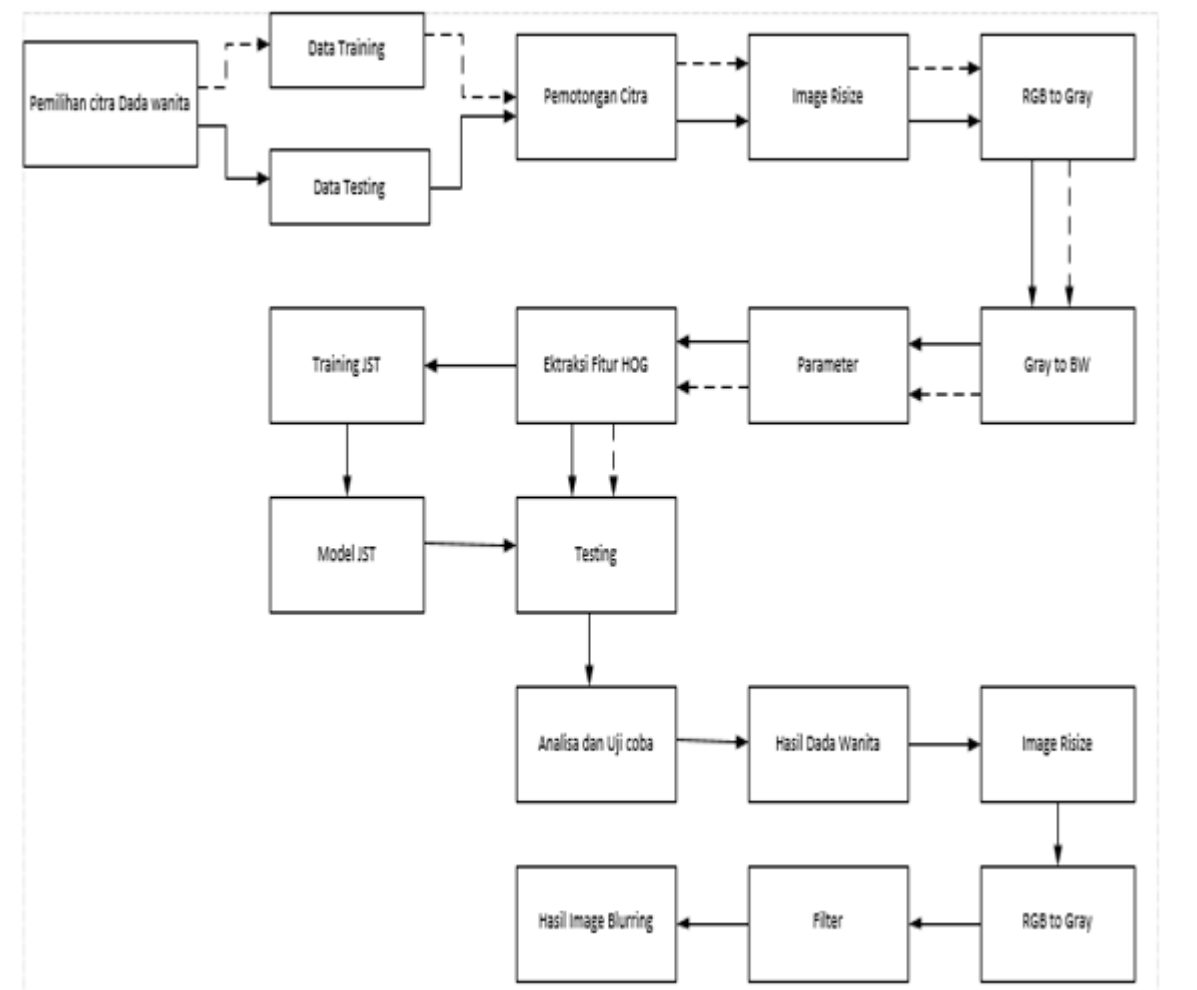 Data Training
Pemilihan citra Dada wanita
Pemotongan Citra
Image Risize
RGB to Gray
Data Testing
Training JST
Ektraksi Fitur HOG
Parameter
Gray to BW
Model JST
Testing
Analisa dan Uji coba
Hasil Dada Wanita
Image Risize
Hasil Image Blurring
Filter
RGB to Gray